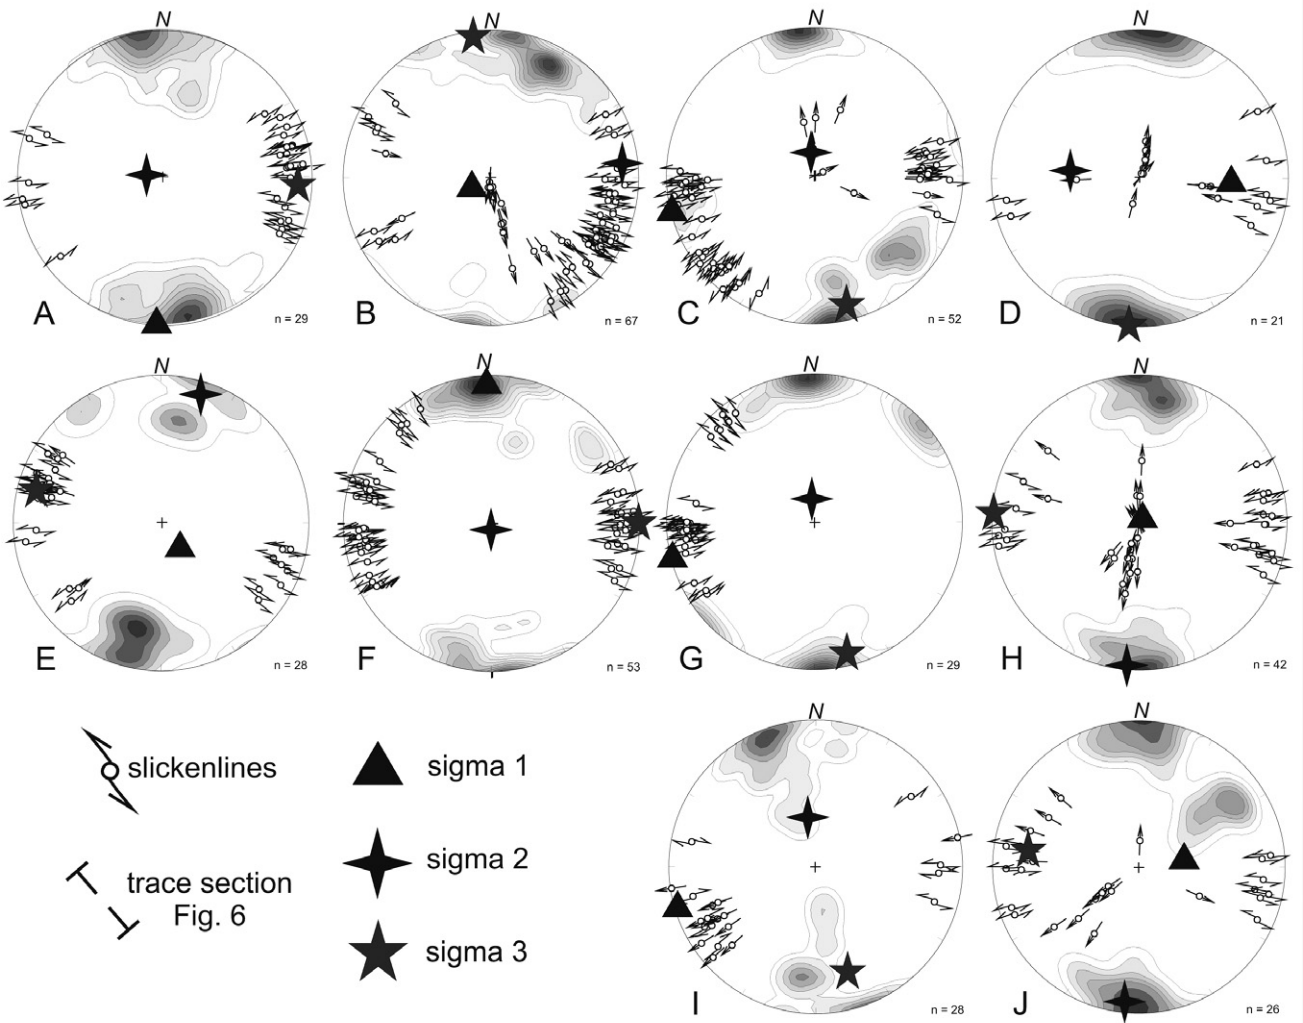 N N N N
A n = 29 B n = 67 C n = 52 D n = 21
N N N N
E n = 28 F n = 53 G n = 29 H n = 42
N N
slickenlines sigma 1
sigma 2
trace section
Fig. 6
sigma 3
I n = 28 J n = 26